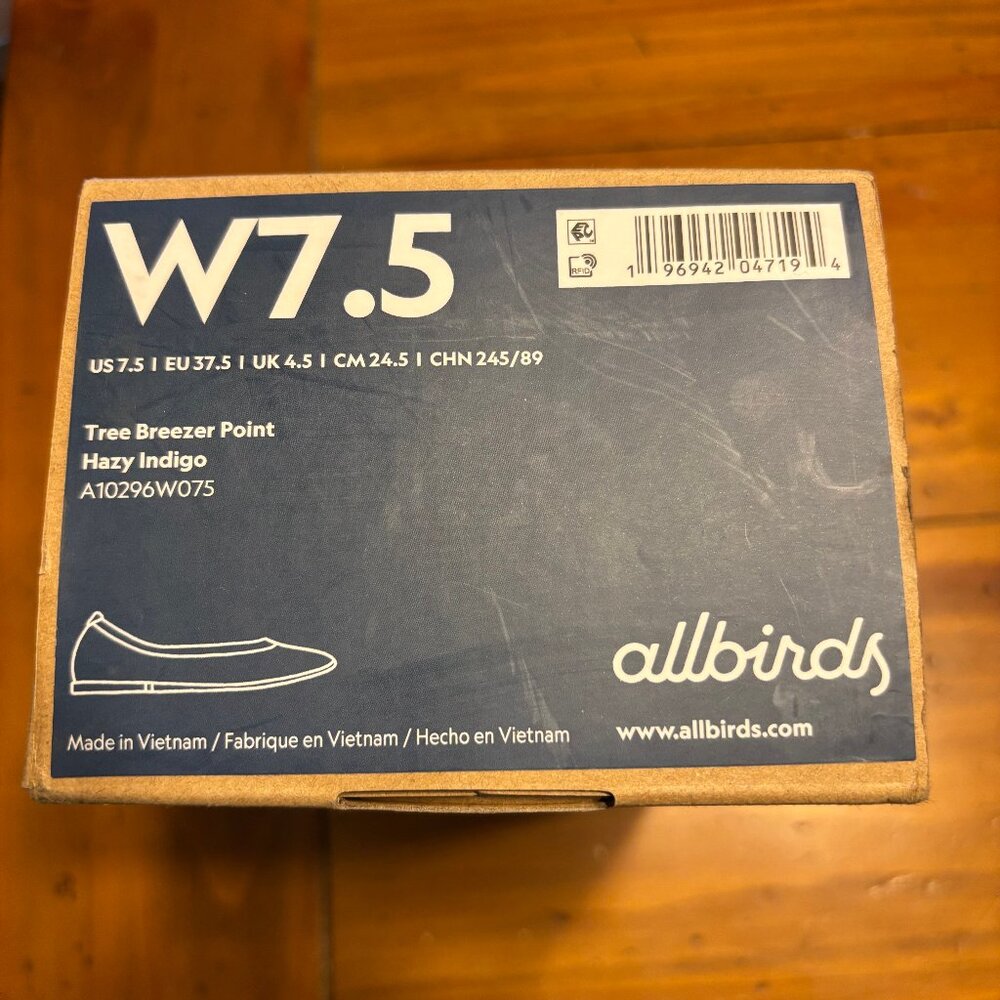 W7.5
US 7.5 I EU 37.5 I UK 4.5 I CM 24.5 I CHN 245/89
EPC
RFID
1 96942 04719 4
Tree Breezer Point
Hazy Indigo
A10296W075
allbirds
Made in Vietnam / Fabrique en Vietnam / Hecho en Vietnam
www.allbirds.com